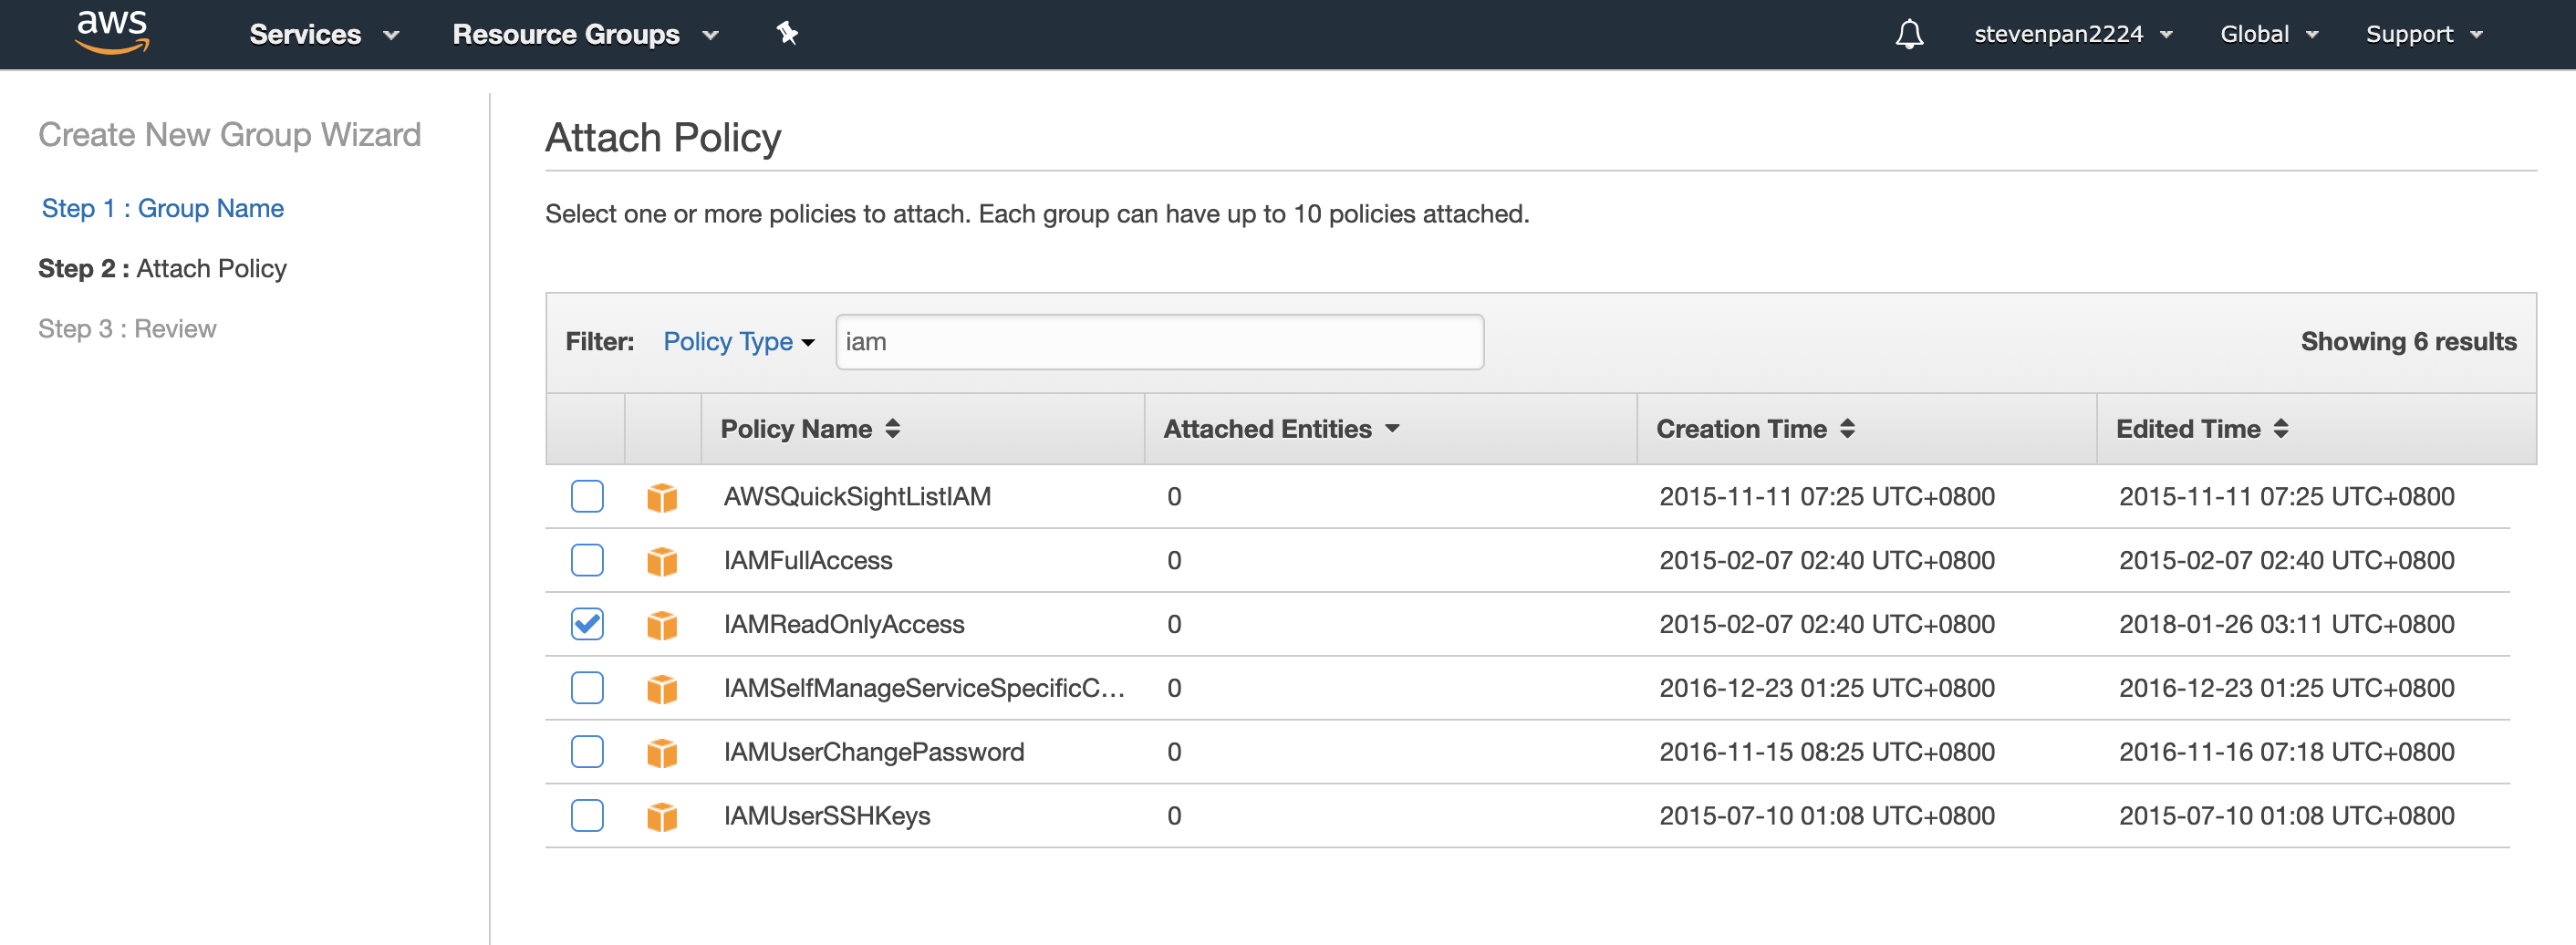 aws Services Resource Groups stevenpan2224 Global Support
Create New Group Wizard
Step 1 : Group Name
Step 2 : Attach Policy
Step 3 : Review
Attach Policy
Select one or more policies to attach. Each group can have up to 10 policies attached.
Filter: Policy Type iam Showing 6 results
Policy Name Attached Entities Creation Time Edited Time
AWSQuickSightListIAM 0 2015-11-11 07:25 UTC+0800 2015-11-11 07:25 UTC+0800
IAMFullAccess 0 2015-02-07 02:40 UTC+0800 2015-02-07 02:40 UTC+0800
IAMReadOnlyAccess 0 2015-02-07 02:40 UTC+0800 2018-01-26 03:11 UTC+0800
IAMSelfManageServiceSpecificC... 0 2016-12-23 01:25 UTC+0800 2016-12-23 01:25 UTC+0800
IAMUserChangePassword 0 2016-11-15 08:25 UTC+0800 2016-11-16 07:18 UTC+0800
IAMUserSSHKeys 0 2015-07-10 01:08 UTC+0800 2015-07-10 01:08 UTC+0800